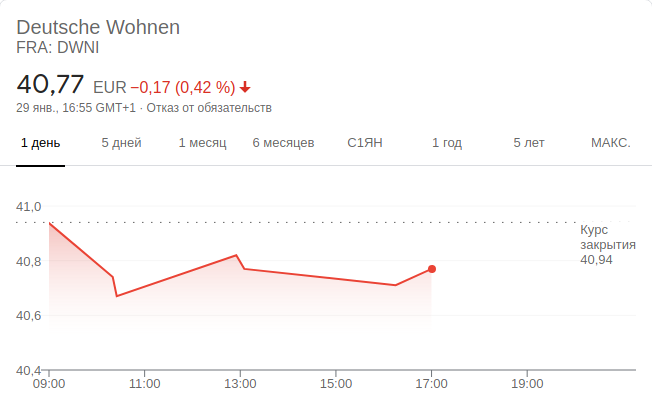 Deutsche Wohnen
FRA: DWNI
40,77 EUR −0,17 (0,42 %)
29 янв., 16:55 GMT+1 · Отказ от обязательств
1 день 5 дней 1 месяц 6 месяцев С1ЯН 1 год 5 лет МАКС.
41,0
Курс
закрытия
40,94
40,8
40,6
40,4
09:00 11:00 13:00 15:00 17:00 19:00